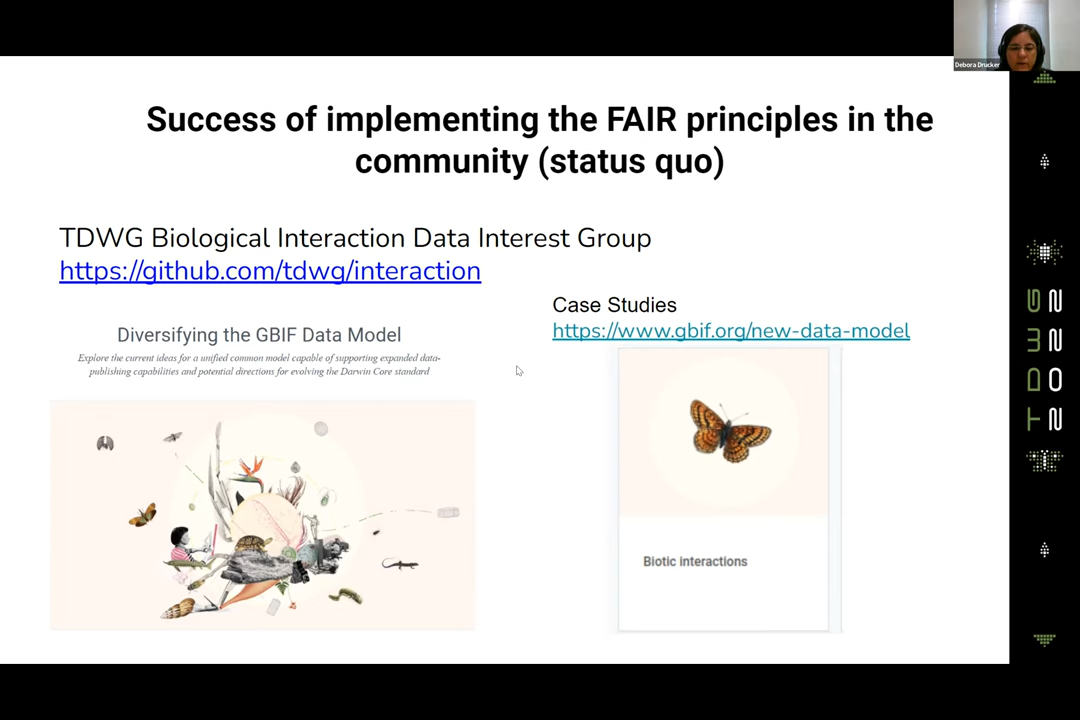 Debora Drucker
Success of implementing the FAIR principles in the
community (status quo)
TDWG Biological Interaction Data Interest Group
https://github.com/tdwg/interaction
Case Studies
https://www.gbif.org/new-data-model
Diversifying the GBIF Data Model
Explore the current ideas for a unified common model capable of supporting expanded data-
publishing capabilities and potential directions for evolving the Darwin Core standard
Biotic interactions
TDWG
2022